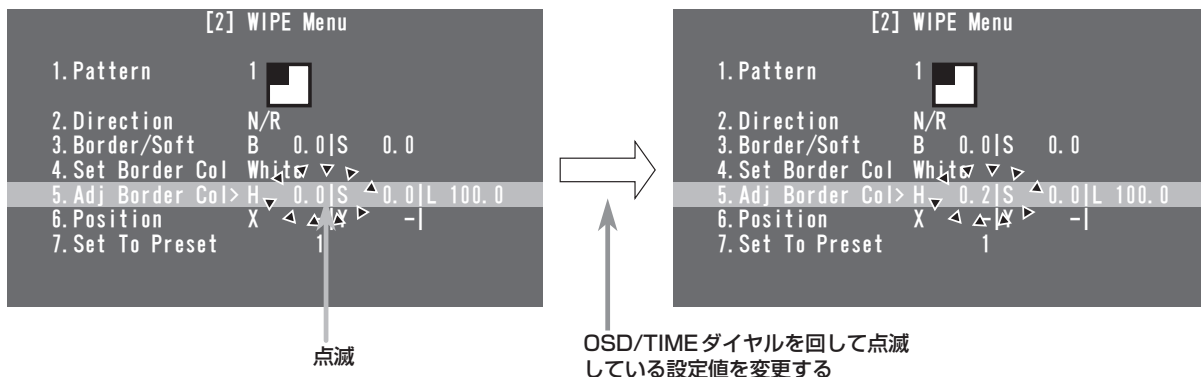 [2] WIPE Menu
1.Pattern 1
2.Direction N/R
3.Border/Soft B 0.0|S 0.0
4.Set Border Col White
5.Adj Border Col> H 0.0|S 0.0|L 100.0
6.Position X -|Y -|
7.Set To Preset 1
点滅
[2] WIPE Menu
1.Pattern 1
2.Direction N/R
3.Border/Soft B 0.0|S 0.0
4.Set Border Col White
5.Adj Border Col> H 0.2|S 0.0|L 100.0
6.Position X -|Y -|
7.Set To Preset 1
OSD/TIMEダイヤルを回して点滅
している設定値を変更する